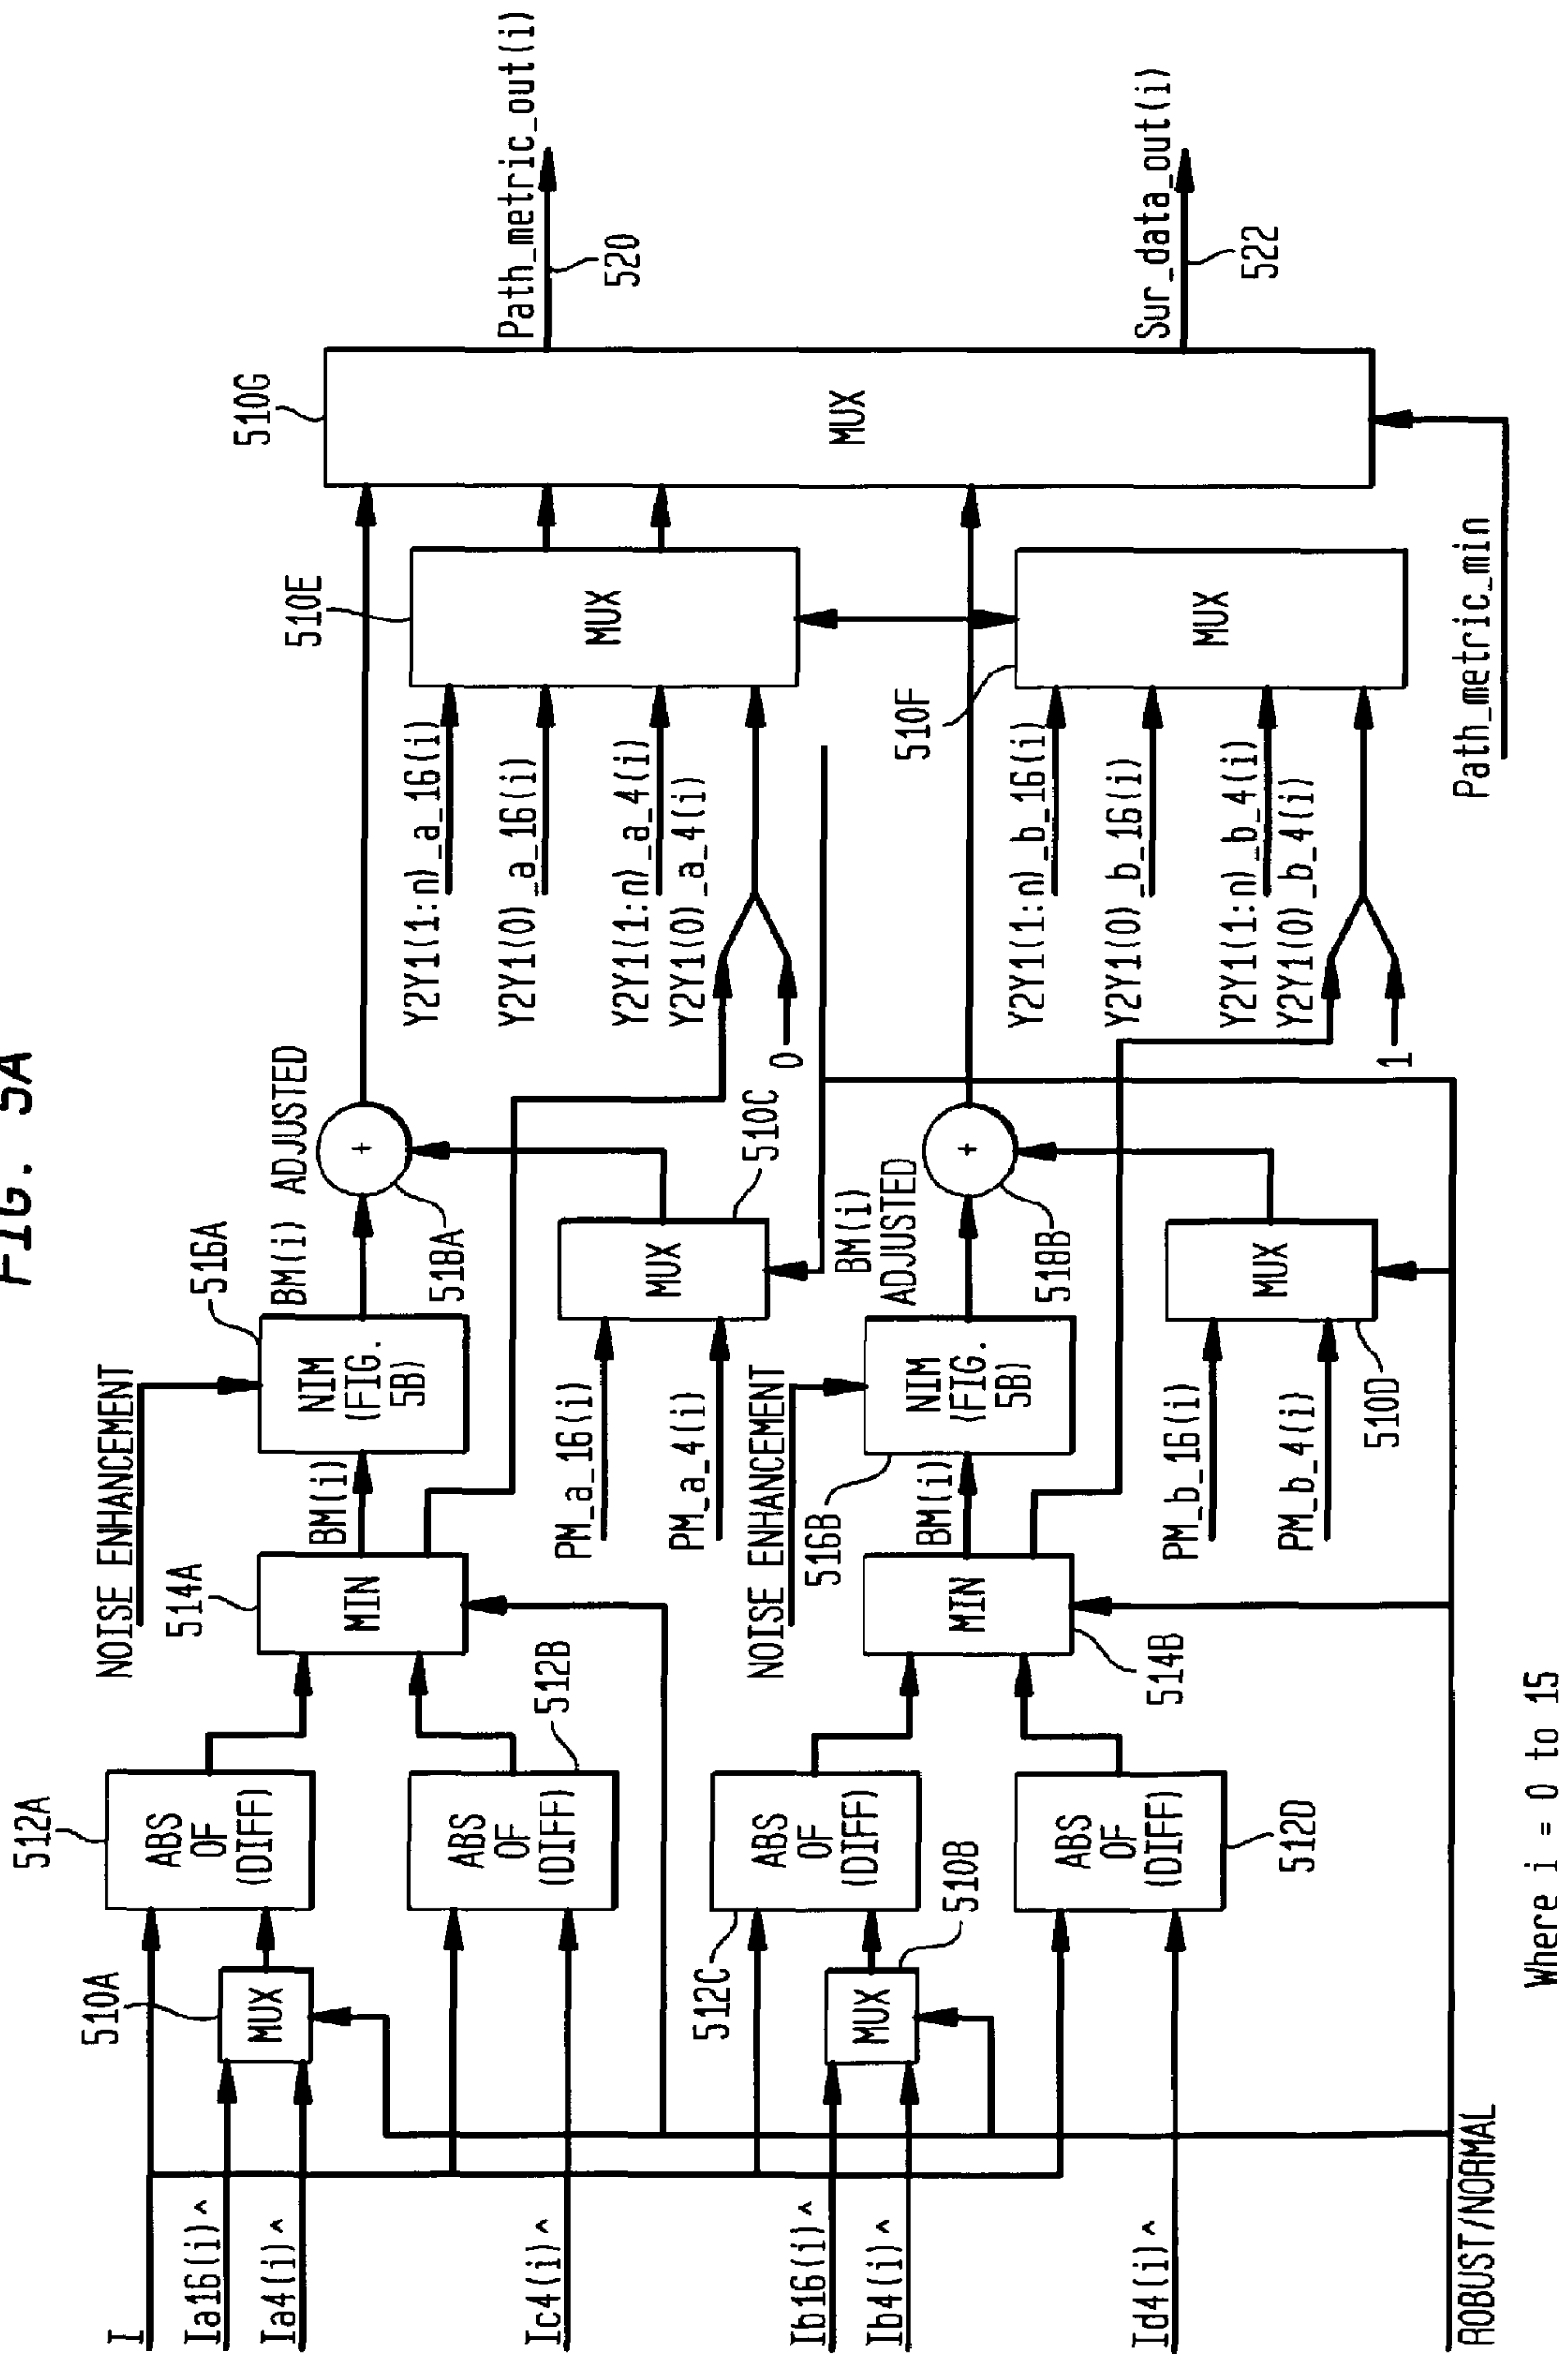 FIG. 5A
I
Ia16(i)^
Ia4(i)^
Ic4(i)^
Ib16(i)^
Ib4(i)^
Id4(i)^
ROBUST/NORMAL
510A
MUX
512A
ABS
OF
(DIFF)
512B
ABS
OF
(DIFF)
512C
ABS
OF
(DIFF)
510B
MUX
512D
ABS
OF
(DIFF)
NOISE ENHANCEMENT
514A
MIN
BM(i)
516A
NIM
(FIG.
5B)
BM(i) ADJUSTED
+
518A
PM_a_16(i)
PM_a_4(i)
MUX
510C
NOISE ENHANCEMENT
514B
MIN
BM(i)
516B
NIM
(FIG.
5B)
BM(i)
ADJUSTED
+
518B
PM_b_16(i)
PM_b_4(i)
MUX
510D
Y2Y1(1:n)_a_16(i)
Y2Y1(0)_a_16(i)
Y2Y1(1:n)_a_4(i)
Y2Y1(0)_a_4(i)
0
510E
MUX
Y2Y1(1:n)_b_16(i)
Y2Y1(0)_b_16(i)
Y2Y1(1:n)_b_4(i)
Y2Y1(0)_b_4(i)
1
510F
MUX
Path_metric_min
510G
MUX
Path_metric_out(i)
520
Sur_data_out(i)
522
Where i = 0 to 15